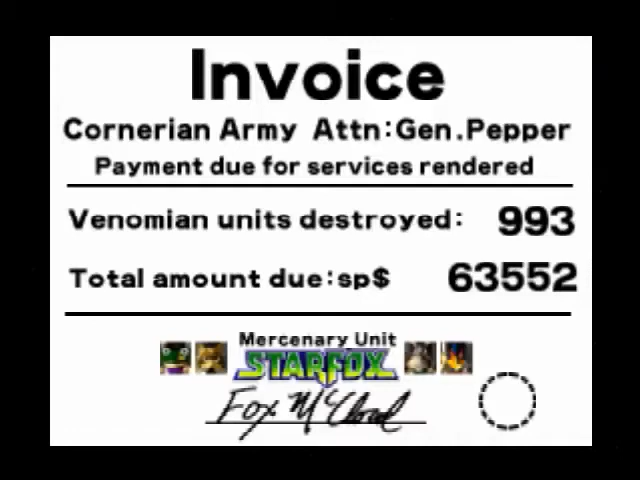 Invoice
Cornerian Army Attn:Gen.Pepper
Payment due for services rendered
Venomian units destroyed: 993
Total amount due:sp$ 63552
Mercenary Unit
STARFOX
Fox McCloud